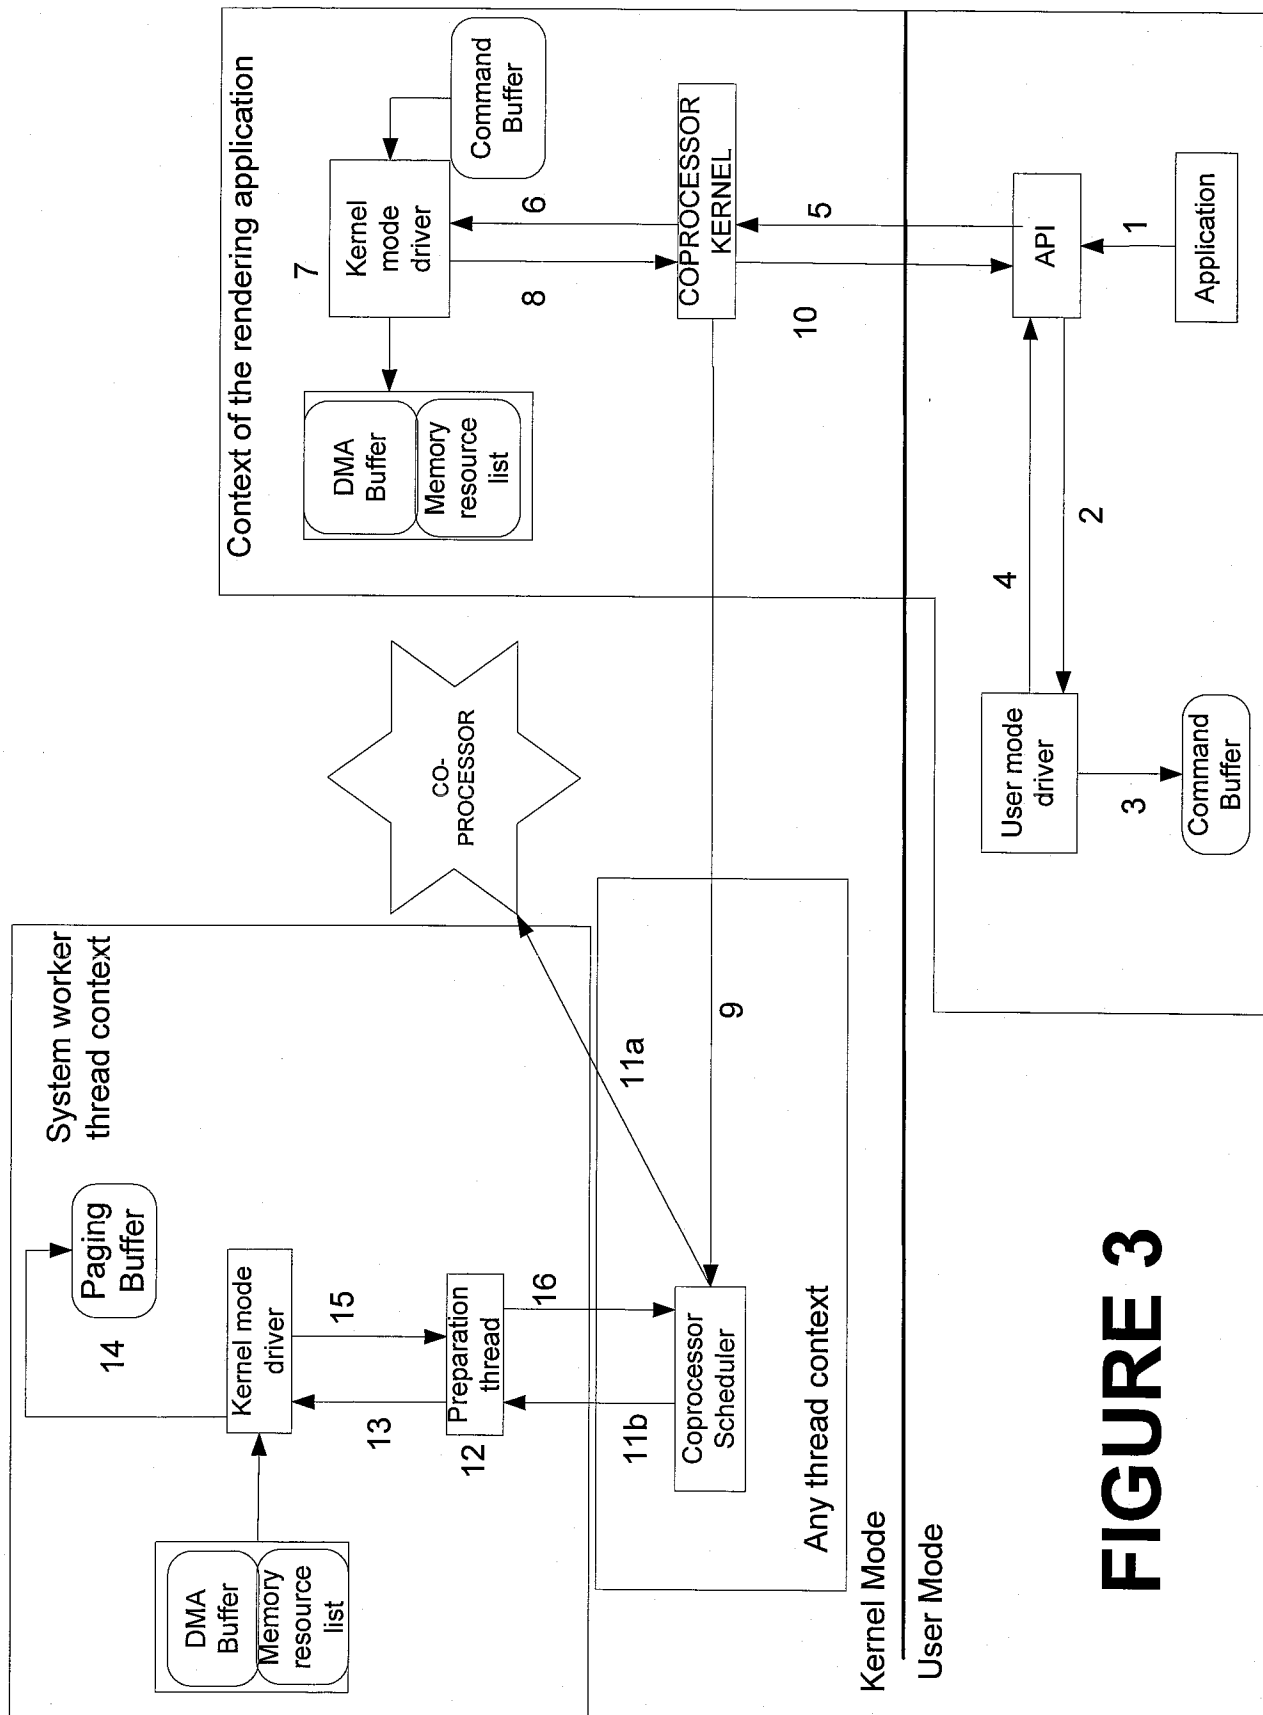 System worker
thread context
Context of the rendering application
DMA
Buffer
Memory
resource
list
Kernel mode
driver
14
Paging
Buffer
13
15
12
Preparation
thread
11b
16
Coprocessor
Scheduler
Any thread context
11a
9
CO-
PROCESSOR
DMA
Buffer
Memory
resource
list
7
Kernel
mode
driver
Command
Buffer
8
6
COPROCESSOR
KERNEL
10
5
Kernel Mode
User Mode
User mode
driver
3
Command
Buffer
4
2
API
1
Application
FIGURE 3